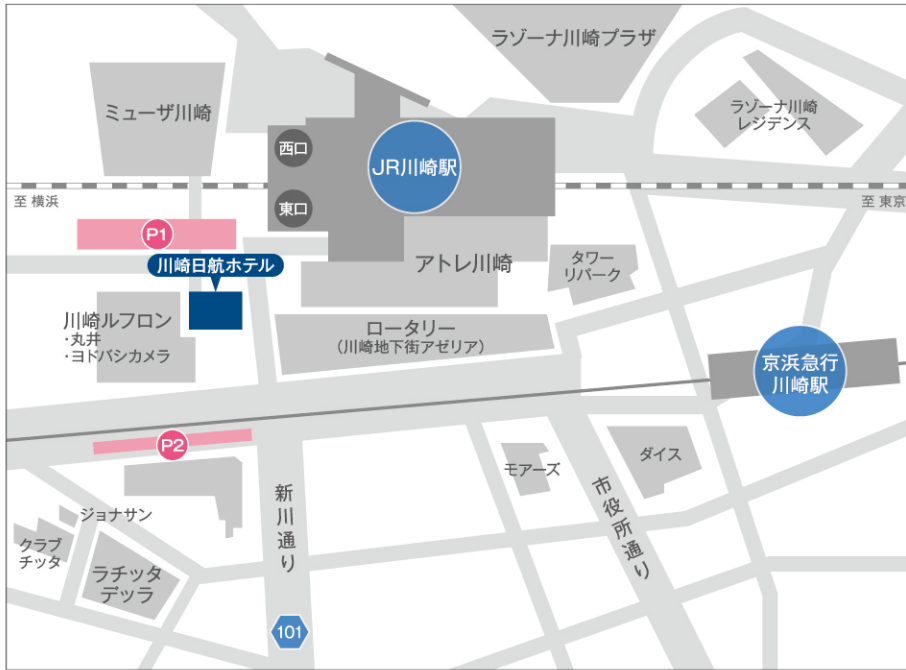 ラゾーナ川崎プラザ
ミューザ川崎
ラゾーナ川崎
レジデンス
西口
JR川崎駅
東口
至 横浜
至 東京
P1
川崎日航ホテル
アトレ川崎
タワー
リバーク
川崎ルフロン
・丸井
・ヨドバシカメラ
ロータリー
(川崎地下街アゼリア)
京浜急行
川崎駅
P2
モアーズ
ダイス
新川通り
市役所通り
ジョナサン
クラブ
チッタ
ラチッタ
デッラ
101